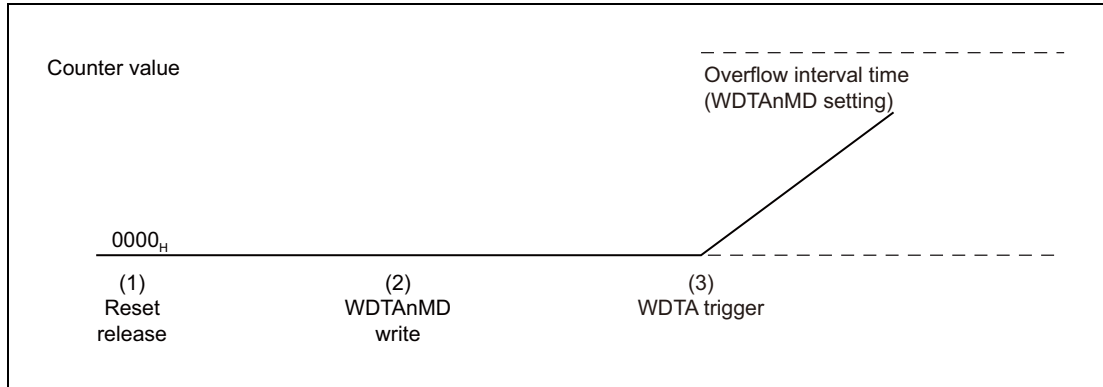 Counter value
Overflow interval time
(WDTAnMD setting)
0000H
(1)
Reset
release
(2)
WDTAnMD
write
(3)
WDTA trigger